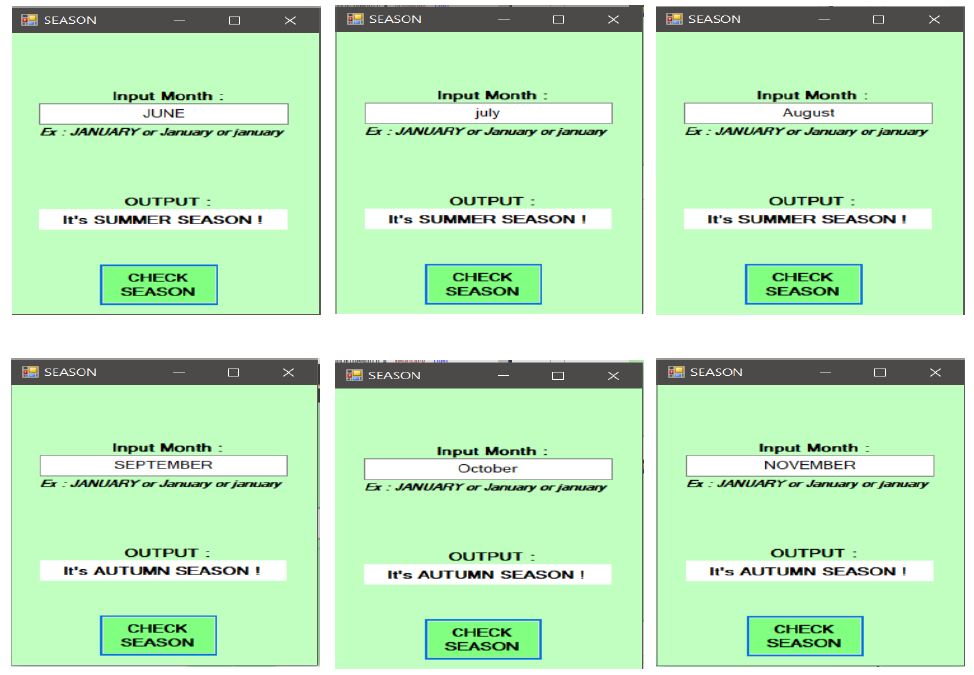 SEASON
Input Month :
JUNE
Ex : JANUARY or January or january
OUTPUT :
It's SUMMER SEASON !
CHECK
SEASON
SEASON
Input Month :
july
Ex : JANUARY or January or january
OUTPUT :
It's SUMMER SEASON !
CHECK
SEASON
SEASON
Input Month :
August
Ex : JANUARY or January or january
OUTPUT :
It's SUMMER SEASON !
CHECK
SEASON
SEASON
Input Month :
SEPTEMBER
Ex : JANUARY or January or january
OUTPUT :
It's AUTUMN SEASON !
CHECK
SEASON
SEASON
Input Month :
October
Ex : JANUARY or January or january
OUTPUT :
It's AUTUMN SEASON !
CHECK
SEASON
SEASON
Input Month :
NOVEMBER
Ex : JANUARY or January or january
OUTPUT :
It's AUTUMN SEASON !
CHECK
SEASON